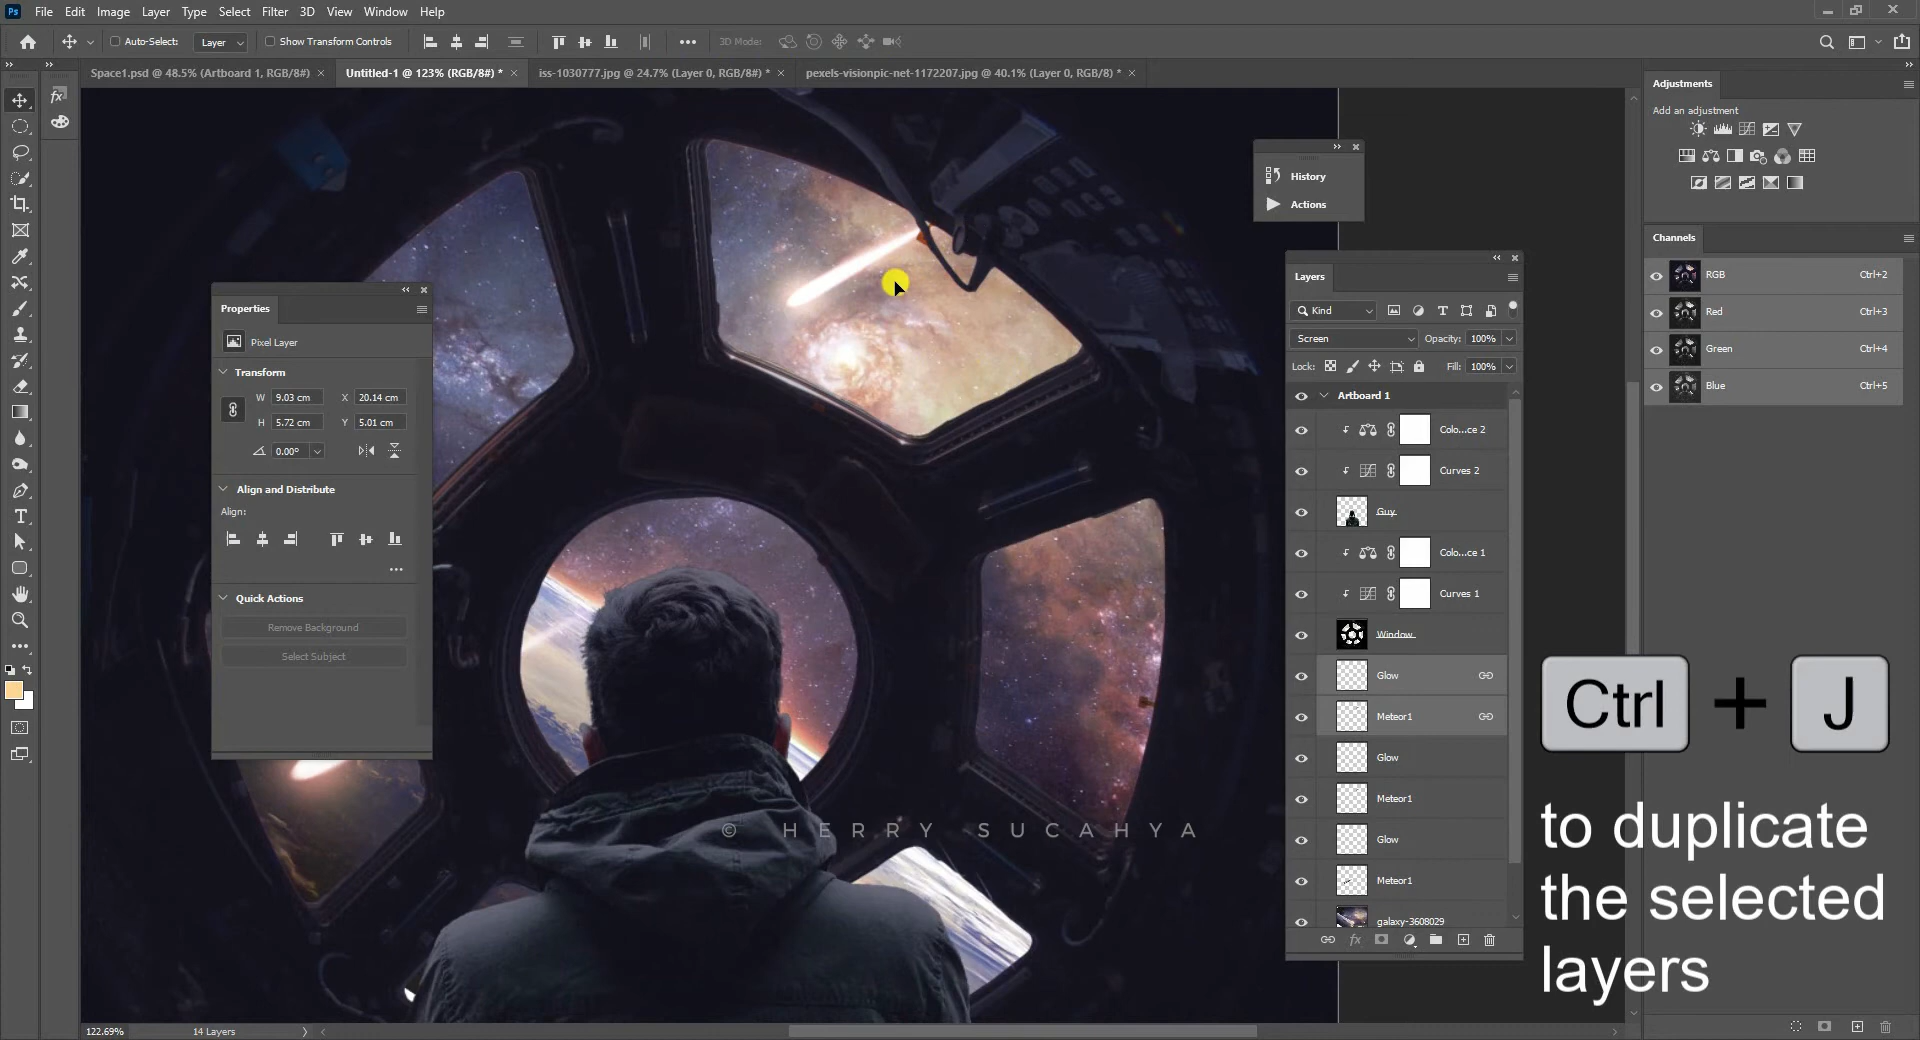 Ps File Edit Image Layer Type Select Filter 3D View Window Help
Auto-Select: Layer Show Transform Controls 3D Mode:
Space1.psd @ 48.5% (Artboard 1, RGB/8#) × Untitled-1 @ 123% (RGB/8#) * × iss-1030777.jpg @ 24.7% (Layer 0, RGB/8#) * × pexels-visionpic-net-1172207.jpg @ 40.1% (Layer 0, RGB/8) * ×
Properties
Pixel Layer
Transform
W 9.03 cm X 20.14 cm
H 5.72 cm Y 5.01 cm
0.00°
Align and Distribute
Align:
Quick Actions
Remove Background
Select Subject
© HERRY SUCAHYA
History
Actions
Layers
Kind
Screen Opacity: 100%
Lock: Fill: 100%
Artboard 1
Colo...ce 2
Curves 2
Guy
Colo...ce 1
Curves 1
Window
Glow
Meteor1
Glow
Meteor1
Glow
Meteor1
galaxy-3608029
Adjustments
Add an adjustment
Channels
RGB Ctrl+2
Red Ctrl+3
Green Ctrl+4
Blue Ctrl+5
Ctrl + J
to duplicate
the selected
layers
122.69% 14 Layers